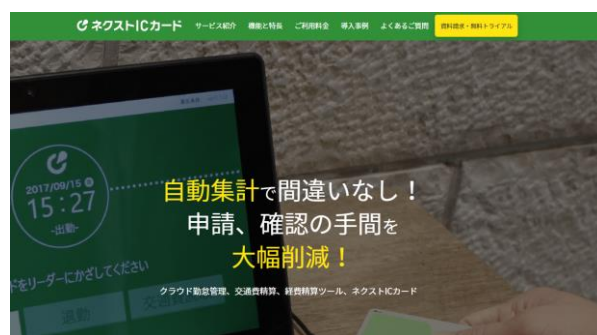 ネクストICカード
サービス紹介 機能と特長 ご利用料金 導入事例 よくあるご質問 資料請求・無料トライアル
2017/09/15
15:27
-出勤-
自動集計で間違いなし！
申請、確認の手間を
大幅削減！
ドをリーダーにかざしてください
退勤
クラウド勤怠管理、交通費精算、経費精算ツール、ネクストICカード